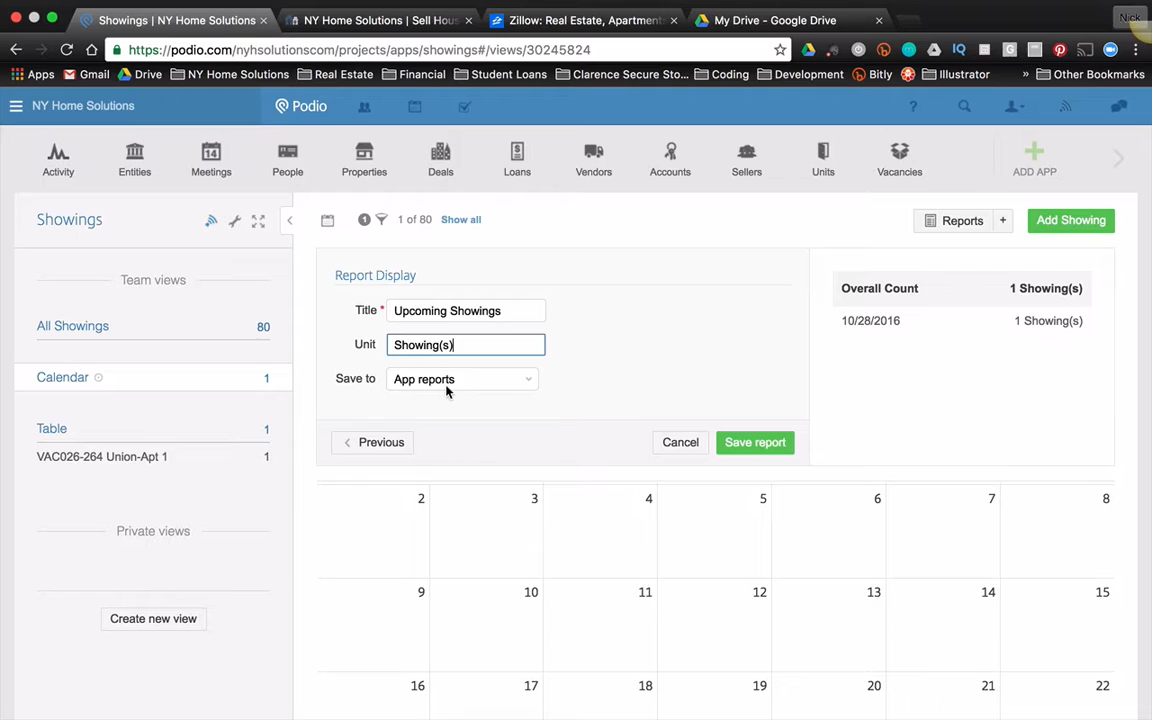 Showings | NY Home Solutions
NY Home Solutions | Sell Hous
Zillow: Real Estate, Apartment
My Drive - Google Drive
Nick
https://podio.com/nyhsolutionscom/projects/apps/showings#/views/30245824
Apps
Gmail
Drive
NY Home Solutions
Real Estate
Financial
Student Loans
Clarence Secure Sto...
Coding
Development
Bitly
Illustrator
»
Other Bookmarks
NY Home Solutions
Podio
?
Activity
Entities
14
Meetings
People
Properties
Deals
$
Loans
Vendors
Accounts
Sellers
Units
Vacancies
ADD APP
Showings
1
1 of 80
Show all
Reports
+
Add Showing
Team views
All Showings 80
Calendar 1
Table 1
VAC026-264 Union-Apt 1 1
Private views
Create new view
Report Display
Title * Upcoming Showings
Unit Showing(s)
Save to App reports
Previous
Cancel
Save report
Overall Count 1 Showing(s)
10/28/2016 1 Showing(s)
2 3 4 5 6 7 8
9 10 11 12 13 14 15
16 17 18 19 20 21 22